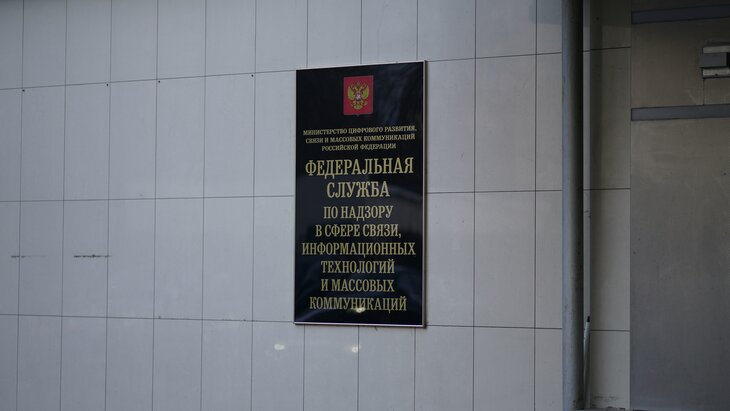 МИНИСТЕРСТВО ЦИФРОВОГО РАЗВИТИЯ,
СВЯЗИ И МАССОВЫХ КОММУНИКАЦИЙ
РОССИЙСКОЙ ФЕДЕРАЦИИ
ФЕДЕРАЛЬНАЯ
СЛУЖБА
ПО НАДЗОРУ
В СФЕРЕ СВЯЗИ,
ИНФОРМАЦИОННЫХ
ТЕХНОЛОГИЙ
И МАССОВЫХ
КОММУНИКАЦИЙ